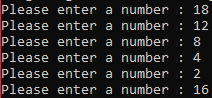 Please enter a number : 18
Please enter a number : 12
Please enter a number : 8
Please enter a number : 4
Please enter a number : 2
Please enter a number : 16